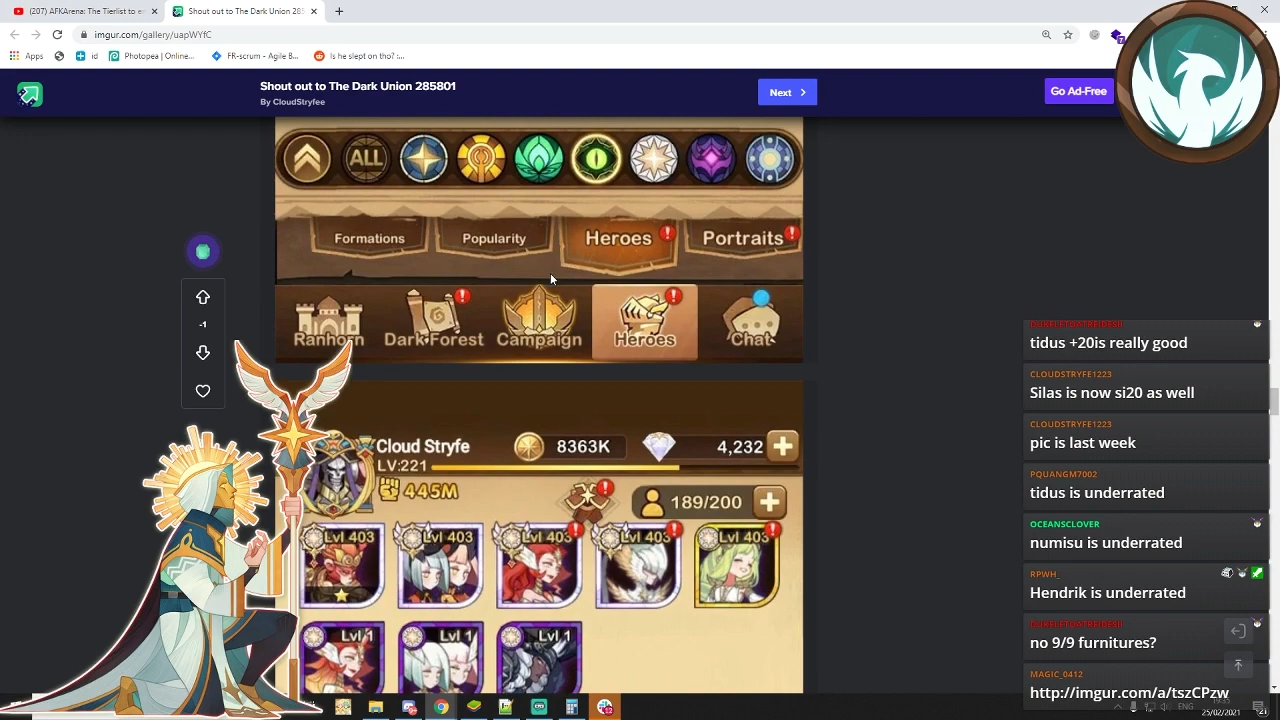 (207) AFKArena: The Tierlist to en
Shout out to The Dark Union 285
imgur.com/gallery/uapWYfC
Apps
id
Photopea | Online...
FR-scrum - Agile B...
Is he slept on tho? :...
Shout out to The Dark Union 285801
By CloudStryfee
Next
Go Ad-Free
ALL
Formations
Popularity
Heroes
Portraits
-1
Ranhorn
Dark Forest
Campaign
Heroes
Chat
Cloud Stryfe
8363K
4,232
LV:221
445M
189/200
Lvl 403
Lvl 403
Lvl 403
Lvl 403
Lvl 403
Lvl 1
Lvl 1
Lvl 1
tidus +20is really good
CLOUDSTRYFE1223
Silas is now si20 as well
CLOUDSTRYFE1223
pic is last week
PQUANGM7002
tidus is underrated
OCEANSCLOVER
numisu is underrated
RPWH_
Hendrik is underrated
no 9/9 furnitures?
MAGIC_0412
http://imgur.com/a/tszCPzw
ENG
19:35
25/02/2021